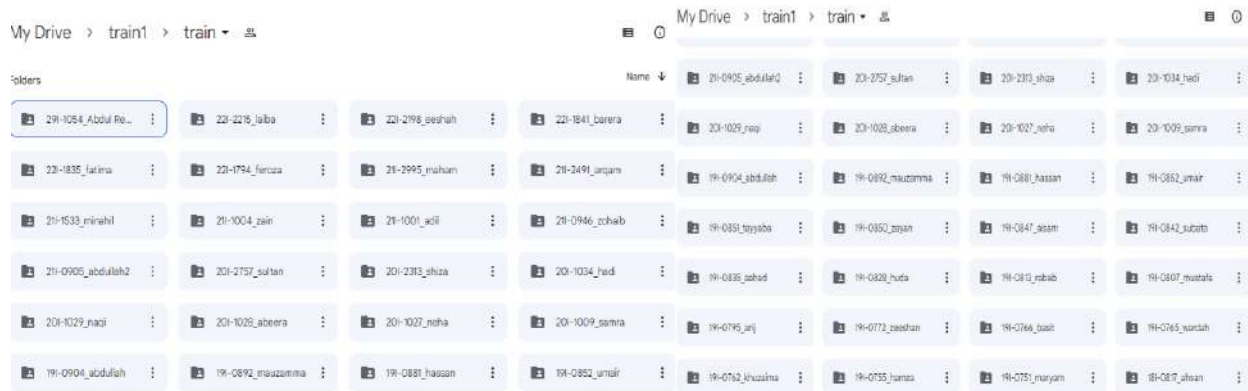 My Drive > train1 > train
Folders
Name
291-1054_Abdul Re...
22I-2215_laiba
22I-2198_eeshah
22I-1841_barera
22I-1835_fatima
22I-1794_feroza
21I-2995_maham
21I-2491_arqam
21I-1533_minahil
21I-1004_zain
21I-1001_adil
21I-0946_zohaib
21I-0905_abdullah2
20I-2757_sultan
20I-2313_shiza
20I-1034_hadi
20I-1029_naqi
20I-1028_abeera
20I-1027_neha
20I-1009_samra
19I-0904_abdullah
19I-0892_mauzamma
19I-0881_hassan
19I-0852_umair
My Drive > train1 > train
21I-0905_abdullah2
20I-2757_sultan
20I-2313_shiza
20I-1034_hadi
20I-1029_naqi
20I-1028_abeera
20I-1027_neha
20I-1009_samra
19I-0904_abdullah
19I-0892_mauzamma
19I-0881_hassan
19I-0852_umair
19I-0851_tayyaba
19I-0850_zayan
19I-0847_aisam
19I-0842_subata
19I-0835_zahad
19I-0828_huda
19I-0813_rabab
19I-0807_mustafa
19I-0795_arij
19I-0772_zeeshan
19I-0766_basit
19I-0765_wardah
19I-0762_khuzaima
19I-0755_hamza
19I-0751_maryam
18I-0817_ahsan